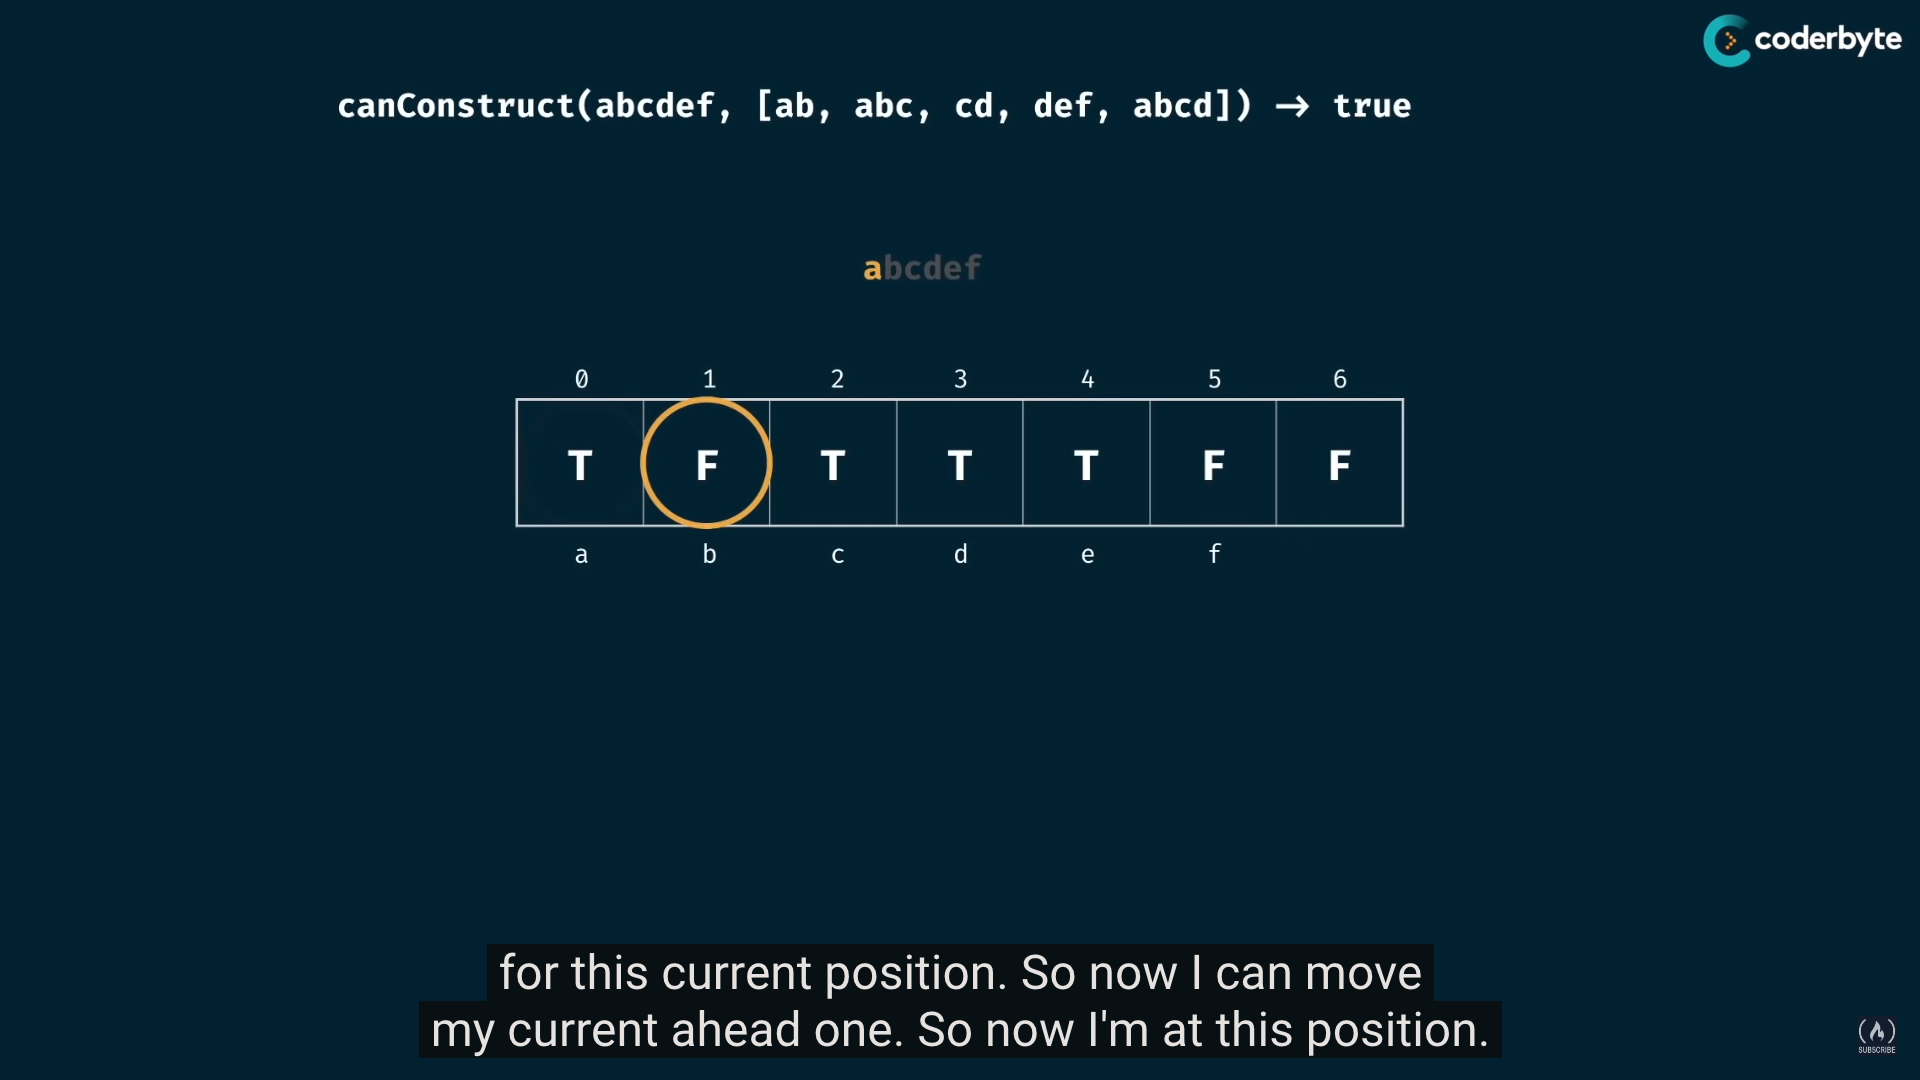 coderbyte
canConstruct(abcdef, [ab, abc, cd, def, abcd]) → true
abcdef
0 1 2 3 4 5 6
T F T T T F F
a b c d e f
for this current position. So now I can move
my current ahead one. So now I'm at this position.
SUBSCRIBE